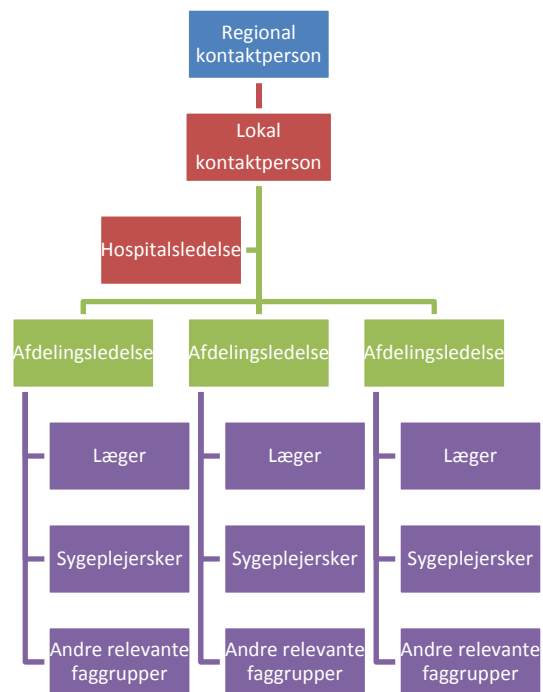 Regional
kontaktperson
Lokal
kontaktperson
Hospitalsledelse
Afdelingsledelse
Afdelingsledelse
Afdelingsledelse
Læger
Læger
Læger
Sygeplejersker
Sygeplejersker
Sygeplejersker
Andre relevante
faggrupper
Andre relevante
faggrupper
Andre relevante
faggrupper